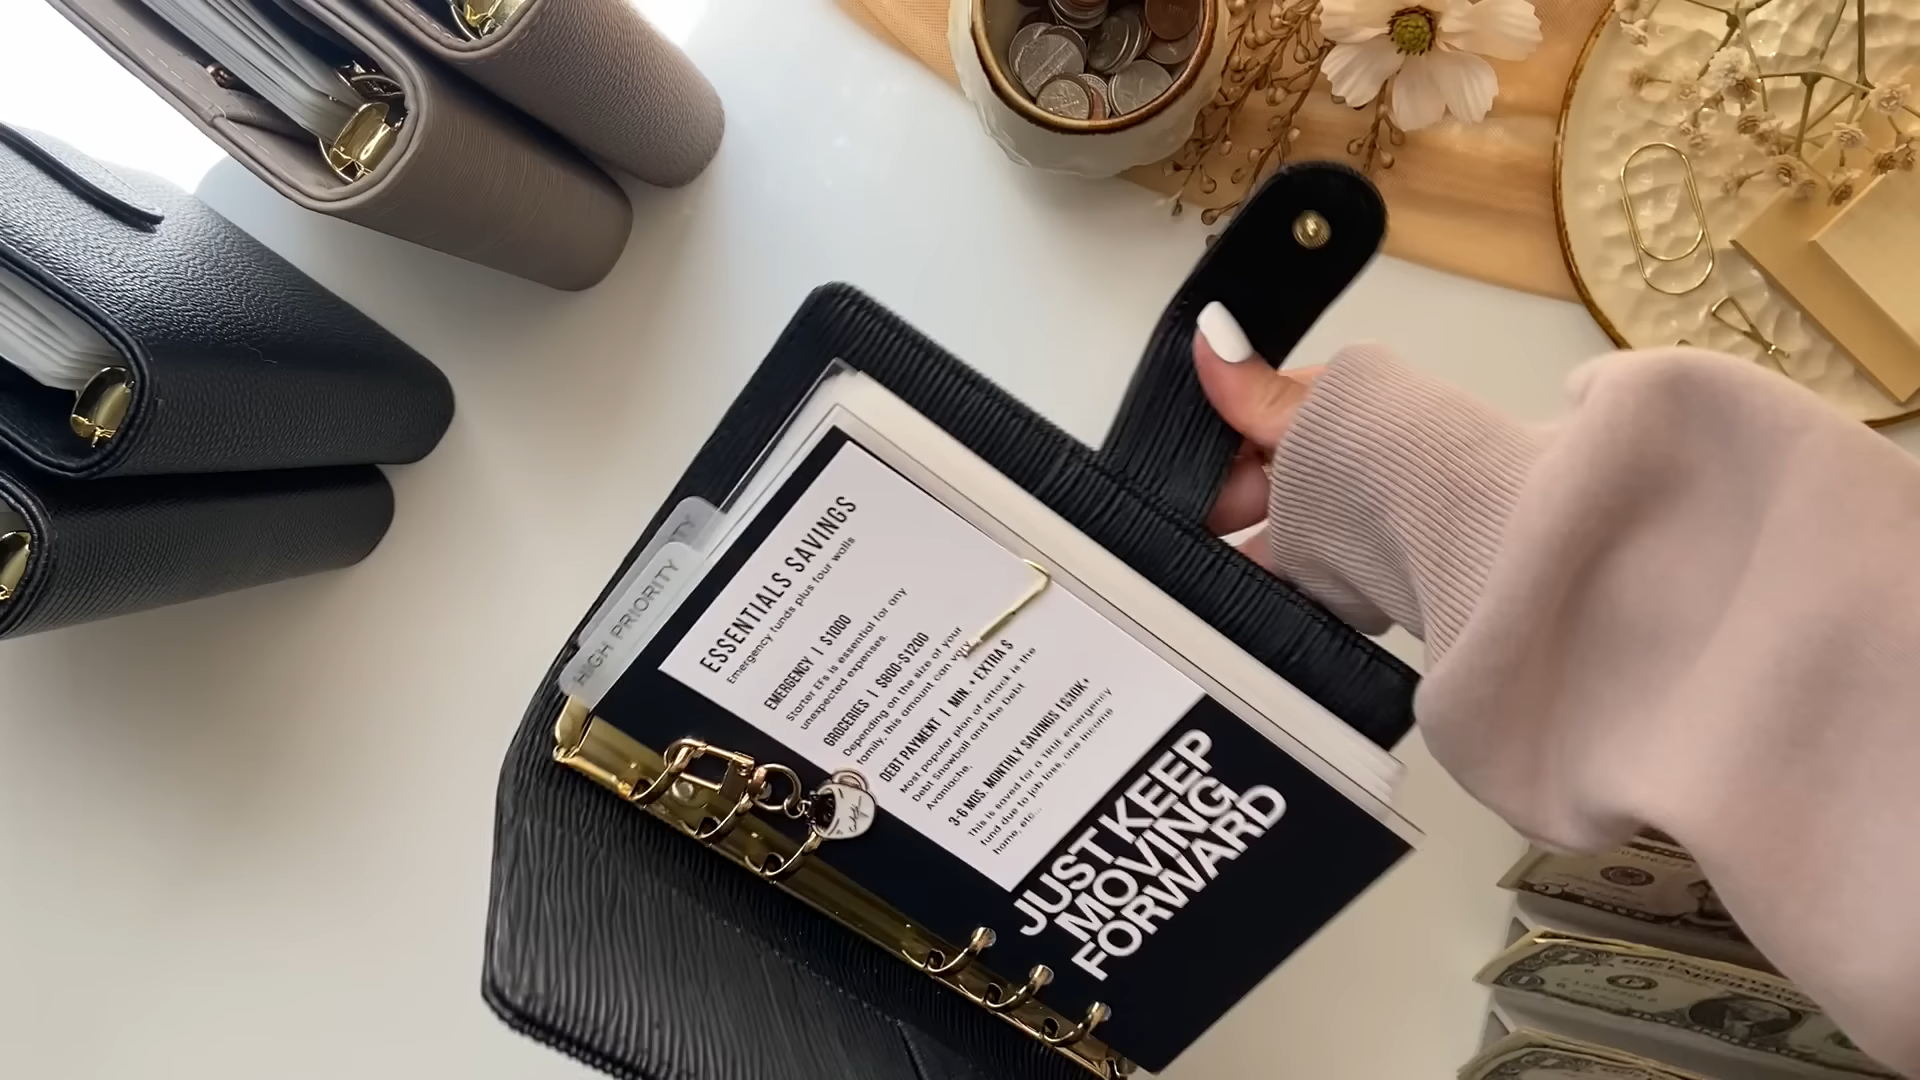 HIGH PRIORITY
ESSENTIALS SAVINGS
Emergency funds plus four walls
EMERGENCY | $1000
Starter EFs is essential for any
unexpected expenses.
GROCERIES | $800-$1200
Depending on the size of your
family, this amount can vary
DEBT PAYMENT | MIN. + EXTRA $
Most popular plan of attack is the
Debt Snowball and the Debt
Avanlache.
3-6 MOS. MONTHLY SAVINGS | $30K+
This is saved for a TRUE emergency
fund due to job loss, one income
home, etc...
JUST KEEP
MOVING
FORWARD